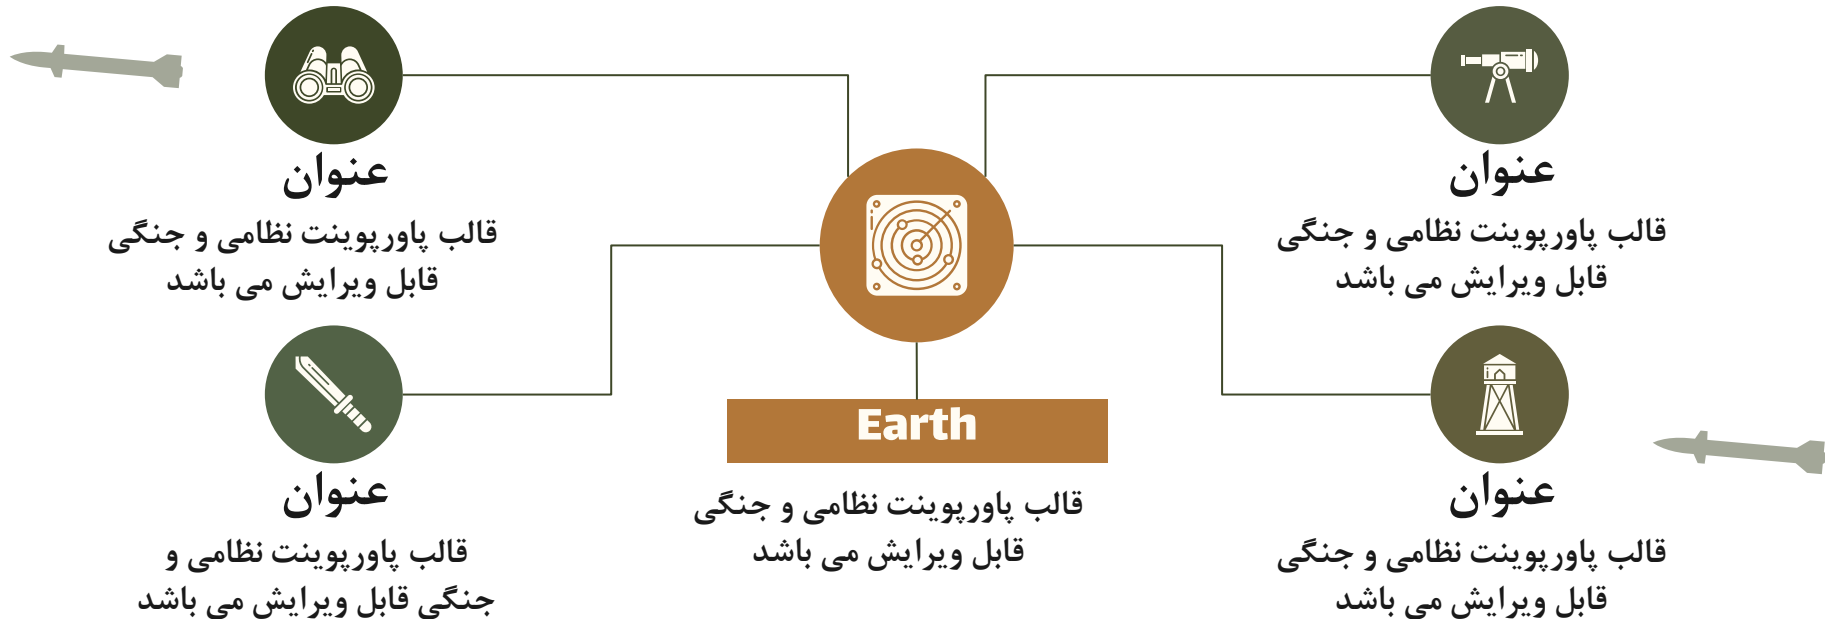 عنوان
قالب پاورپوینت نظامی و جنگی
قابل ویرایش می باشد
عنوان
قالب پاورپوینت نظامی و جنگی
قابل ویرایش می باشد
Earth
قالب پاورپوینت نظامی و جنگی
قابل ویرایش می باشد
عنوان
قالب پاورپوینت نظامی و جنگی
قابل ویرایش می باشد
عنوان
قالب پاورپوینت نظامی و
جنگی قابل ویرایش می باشد